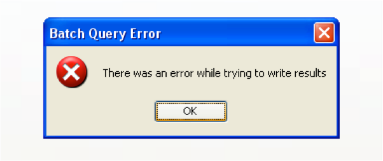 Batch Query Error
There was an error while trying to write results
OK